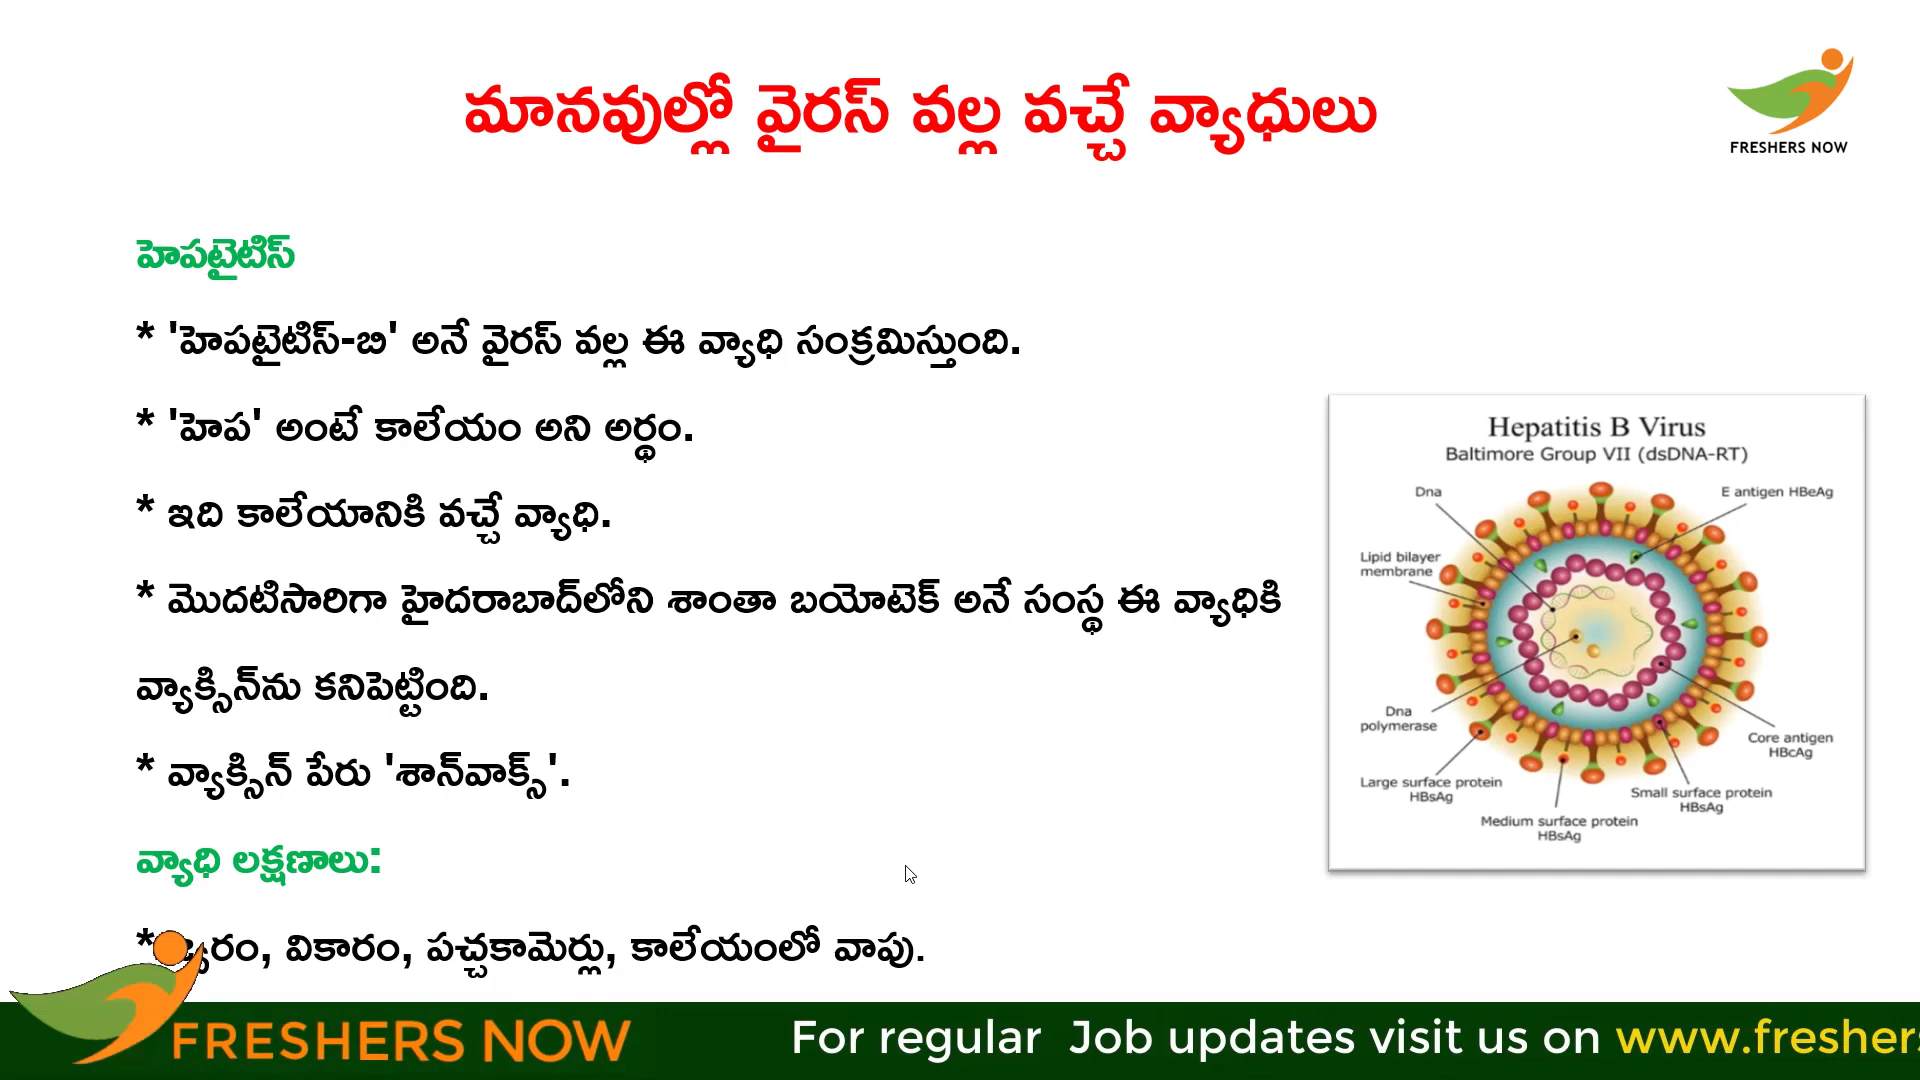 మానవుల్లో వైరస్ వల్ల వచ్చే వ్యాధులు
FRESHERS NOW
హెపటైటిస్
* 'హెపటైటిస్-బి' అనే వైరస్ వల్ల ఈ వ్యాధి సంక్రమిస్తుంది.
* 'హెప' అంటే కాలేయం అని అర్థం.
* ఇది కాలేయానికి వచ్చే వ్యాధి.
* మొదటిసారిగా హైదరాబాద్‌లోని శాంతా బయోటెక్ అనే సంస్థ ఈ వ్యాధికి
వ్యాక్సిన్‌ను కనిపెట్టింది.
* వ్యాక్సిన్ పేరు 'శాన్‌వాక్స్'.
వ్యాధి లక్షణాలు:
* వికారం, పచ్చకామెర్లు, కాలేయంలో వాపు.
Hepatitis B Virus
Baltimore Group VII (dsDNA-RT)
Dna
E antigen HBeAg
Lipid bilayer
membrane
Dna
polymerase
Core antigen
HBcAg
Large surface protein
HBsAg
Small surface protein
HBsAg
Medium surface protein
HBsAg
FRESHERS NOW
For regular Job updates visit us on www.freshers